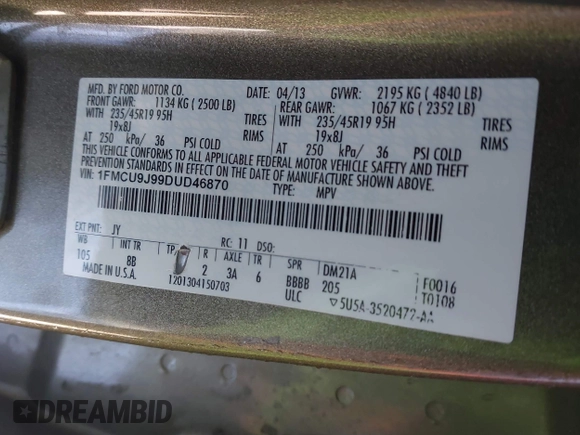 MFD. BY FORD MOTOR CO. DATE: 04/13 GVWR: 2195 KG ( 4840 LB)
FRONT GAWR: 1134 KG ( 2500 LB) REAR GAWR: 1067 KG ( 2352 LB)
WITH 235/45R19 95H TIRES WITH 235/45R19 95H TIRES
19x8J RIMS 19x8J RIMS
AT 250 kPa/ 36 PSI COLD AT 250 kPa/ 36 PSI COLD
THIS VEHICLE CONFORMS TO ALL APPLICABLE FEDERAL MOTOR VEHICLE SAFETY AND THEFT
PREVENTION STANDARDS IN EFFECT ON THE DATE OF MANUFACTURE SHOWN ABOVE.
VIN: 1FMCU9J99DUD46870 TYPE: MPV
EXT PNT: JY RC: 11 DSO:
WB INT TR TP R AXLE TR SPR DM21A F0016
105 8B 2 3A 6 BBBB 205 T0108
MADE IN U.S.A. 1201304150703 ULC ▽5U5A-3520472-AA
DREAMBID